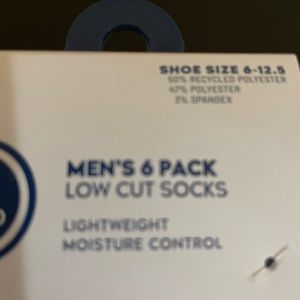 SHOE SIZE 6-12.5
50% RECYCLED POLYESTER
47% POLYESTER
3% SPANDEX
MEN'S 6 PACK
LOW CUT SOCKS
LIGHTWEIGHT
MOISTURE CONTROL